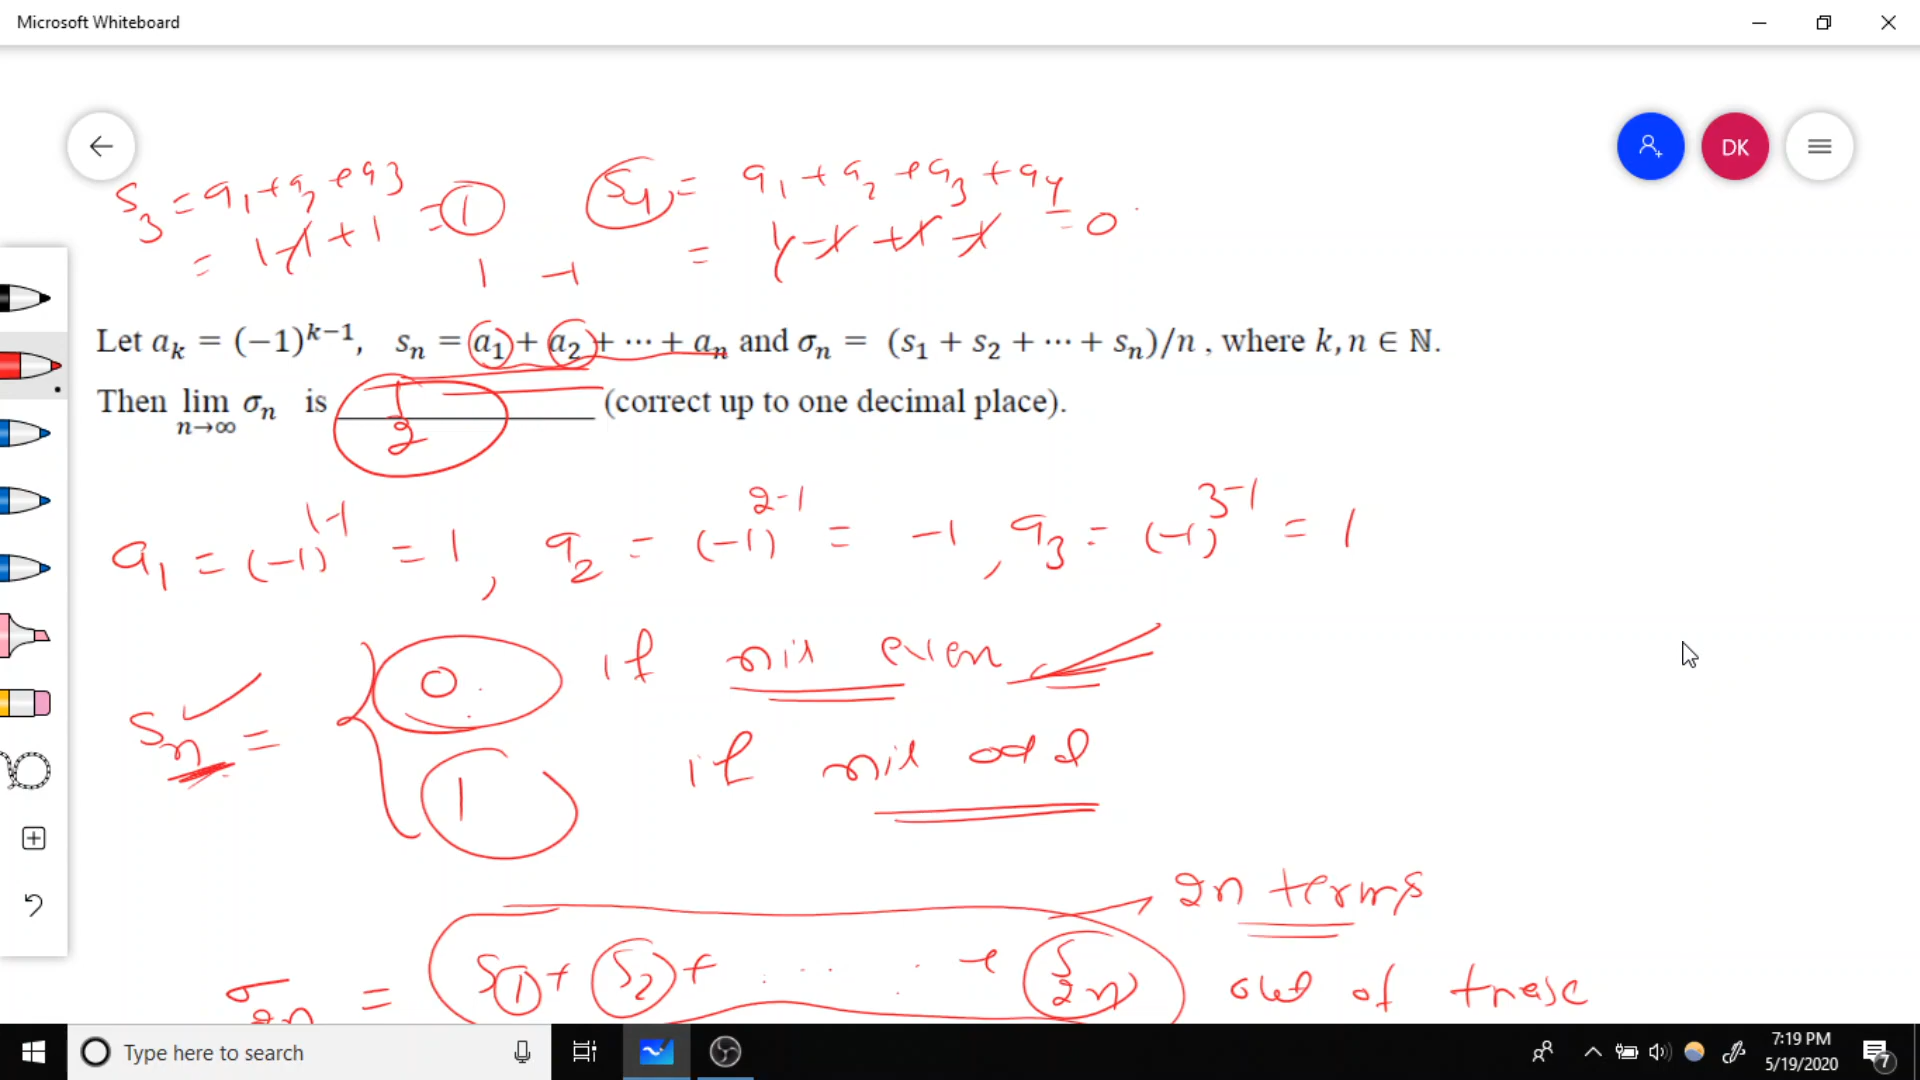 Microsoft Whiteboard
DK
s₃ = a₁ + a₂ + a₃ = 1 - 1 + 1 = 1
s₄ = a₁ + a₂ + a₃ + a₄ = 1 - 1 + 1 - 1 = 0
1 -1
Let aₖ = (−1)ᵏ⁻¹, sₙ = a₁ + a₂ + ⋯ + aₙ and σₙ = (s₁ + s₂ + ⋯ + sₙ)/n , where k, n ∈ ℕ.
Then lim n→∞ σₙ is 1/2 (correct up to one decimal place).
a₁ = (-1)¹⁻¹ = 1 , a₂ = (-1)²⁻¹ = -1 , a₃ = (-1)³⁻¹ = 1
sₙ = { 0 if n is even
1 if n is odd
2n terms
σ₂ₙ = s₁ + s₂ + ..... + s₂ₙ out of these
Type here to search
7:19 PM
5/19/2020
7